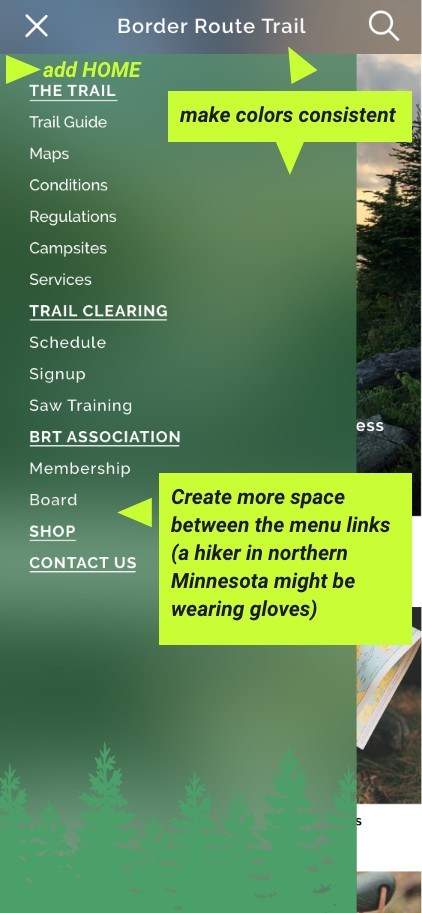 Border Route Trail
add HOME
THE TRAIL
make colors consistent
Trail Guide
Maps
Conditions
Regulations
Campsites
Services
TRAIL CLEARING
Schedule
Signup
Saw Training
ess
BRT ASSOCIATION
Membership
Board
SHOP
CONTACT US
Create more space
between the menu links
(a hiker in northern
Minnesota might be
wearing gloves)
s